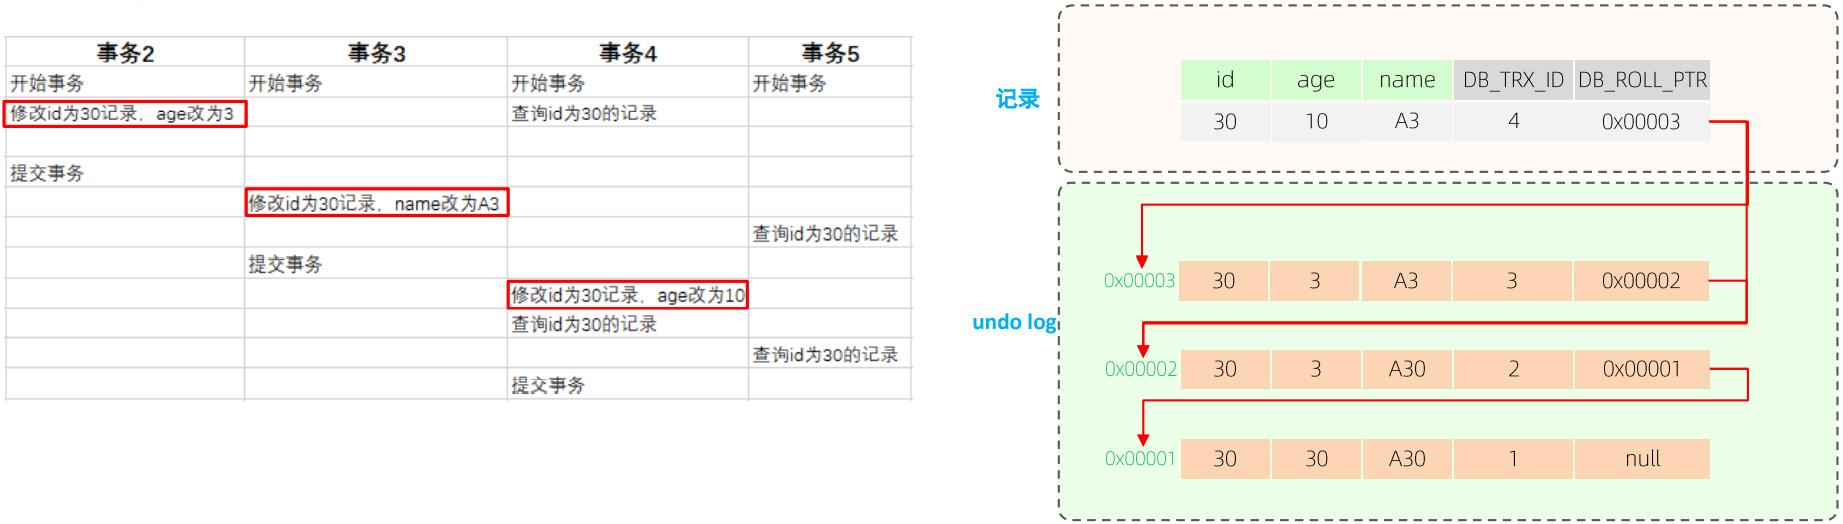 事务2 事务3 事务4 事务5
开始事务 开始事务 开始事务 开始事务
修改id为30记录，age改为3 查询id为30的记录
提交事务
修改id为30记录，name改为A3
查询id为30的记录
提交事务
修改id为30记录，age改为10
查询id为30的记录
查询id为30的记录
提交事务
记录
id age name DB_TRX_ID DB_ROLL_PTR
30 10 A3 4 0x00003
undo log
0x00003 30 3 A3 3 0x00002
0x00002 30 3 A30 2 0x00001
0x00001 30 30 A30 1 null